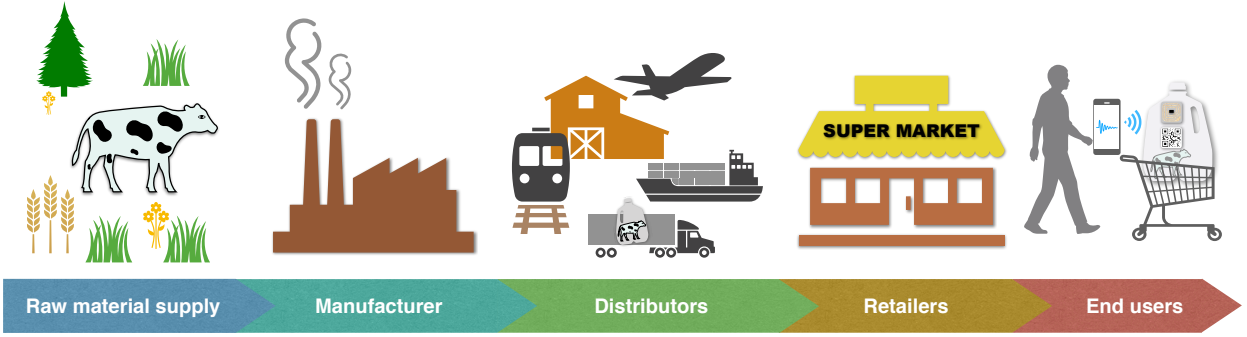 SUPER MARKET
Raw material supply
Manufacturer
Distributors
Retailers
End users